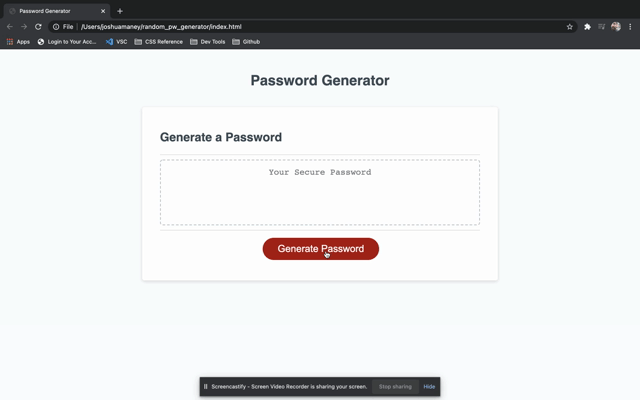 Password Generator
File /Users/joshuamaney/random_pw_generator/index.html
Apps Login to Your Acc... VSC CSS Reference Dev Tools Github
Password Generator
Generate a Password
Your Secure Password
Generate Password
Screencastify - Screen Video Recorder is sharing your screen. Stop sharing Hide